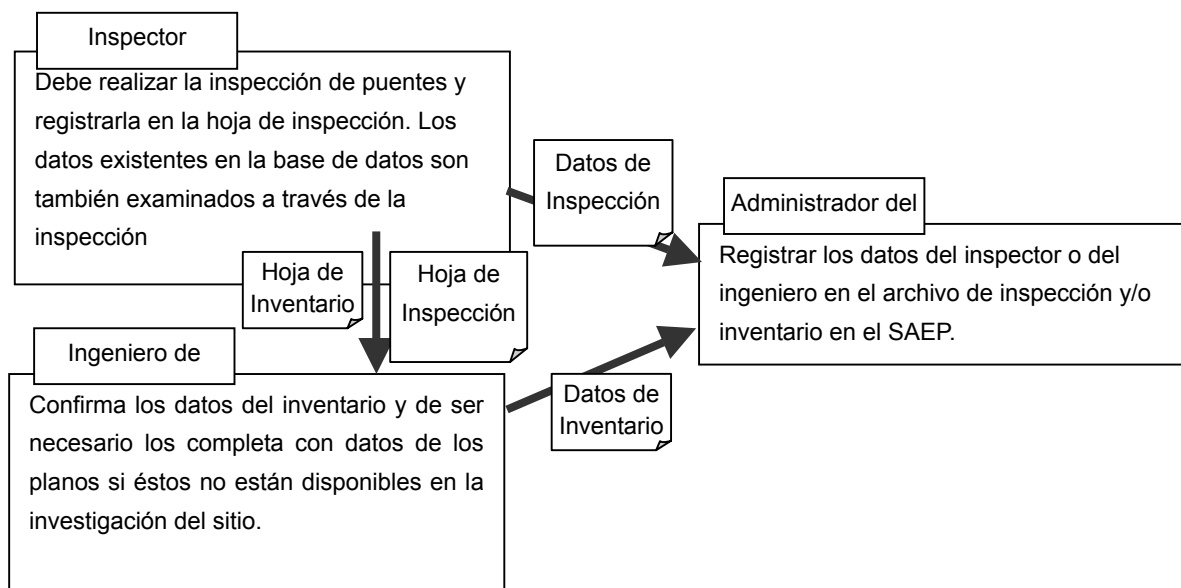 Inspector
Debe realizar la inspección de puentes y
registrarla en la hoja de inspección. Los
datos existentes en la base de datos son
también examinados a través de la
inspección
Datos de
Inspección
Administrador del
Registrar los datos del inspector o del
ingeniero en el archivo de inspección y/o
inventario en el SAEP.
Hoja de
Inventario
Hoja de
Inspección
Ingeniero de
Confirma los datos del inventario y de ser
necesario los completa con datos de los
planos si éstos no están disponibles en la
investigación del sitio.
Datos de
Inventario